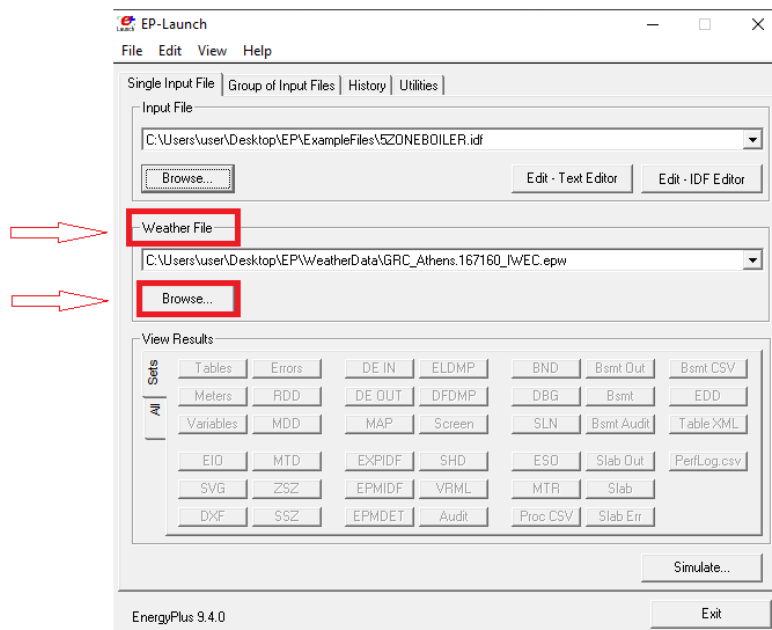 EP-Launch
File Edit View Help
Single Input File Group of Input Files History Utilities
Input File
C:\Users\user\Desktop\EP\ExampleFiles\5ZONEBOILER.idf
Browse... Edit - Text Editor Edit - IDF Editor
Weather File
C:\Users\user\Desktop\EP\WeatherData\GRC_Athens.167160_IWEC.epw
Browse...
View Results
Sets
All
Tables Errors DE IN ELDMP BND Bsmt Out Bsmt CSV
Meters RDD DE OUT DFDMP DBG Bsmt EDD
Variables MDD MAP Screen SLN Bsmt Audit Table XML
EIO MTD EXPIDF SHD ESO Slab Out PerfLog.csv
SVG ZSZ EPMIDF VRML MTR Slab
DXF SSZ EPMDET Audit Proc CSV Slab Err
Simulate...
EnergyPlus 9.4.0 Exit